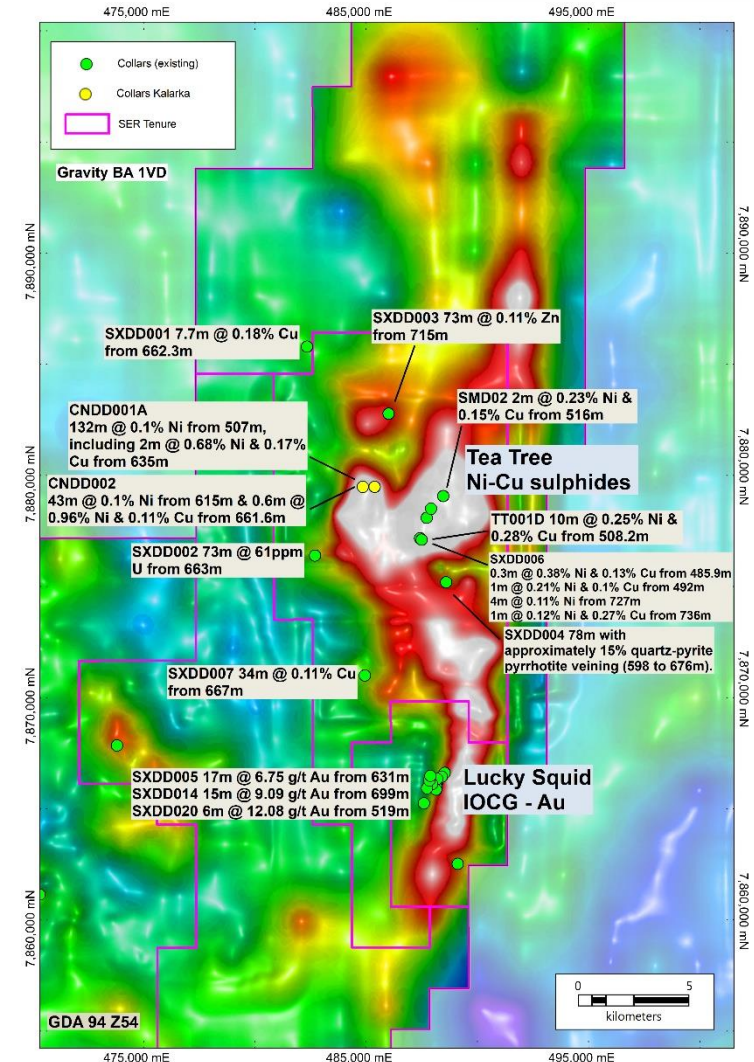 475,000 mE
485,000 mE
495,000 mE
Collars (existing)
Collars Kalarka
SER Tenure
Gravity BA 1VD
7,890,000 mN
7,890,000 mN
SXDD001 7.7m @ 0.18% Cu
from 662.3m
SXDD003 73m @ 0.11% Zn
from 715m
CNDD001A
132m @ 0.1% Ni from 507m,
including 2m @ 0.68% Ni & 0.17%
Cu from 635m
SMD02 2m @ 0.23% Ni &
0.15% Cu from 516m
Tea Tree
Ni-Cu sulphides
7,880,000 mN
7,880,000 mN
CNDD002
43m @ 0.1% Ni from 615m & 0.6m @
0.96% Ni & 0.11% Cu from 661.6m
TT001D 10m @ 0.25% Ni &
0.28% Cu from 508.2m
SXDD002 73m @ 61ppm
U from 663m
SXDD006
0.3m @ 0.38% Ni & 0.13% Cu from 485.9m
1m @ 0.21% Ni & 0.1% Cu from 492m
4m @ 0.11% Ni from 727m
1m @ 0.12% Ni & 0.27% Cu from 736m
SXDD004 78m with
approximately 15% quartz-pyrite
pyrrhotite veining (598 to 676m).
SXDD007 34m @ 0.11% Cu
from 667m
7,870,000 mN
7,870,000 mN
SXDD005 17m @ 6.75 g/t Au from 631m
SXDD014 15m @ 9.09 g/t Au from 699m
SXDD020 6m @ 12.08 g/t Au from 519m
Lucky Squid
IOCG - Au
7,860,000 mN
7,860,000 mN
0 5
kilometers
GDA 94 Z54
475,000 mE
485,000 mE
495,000 mE